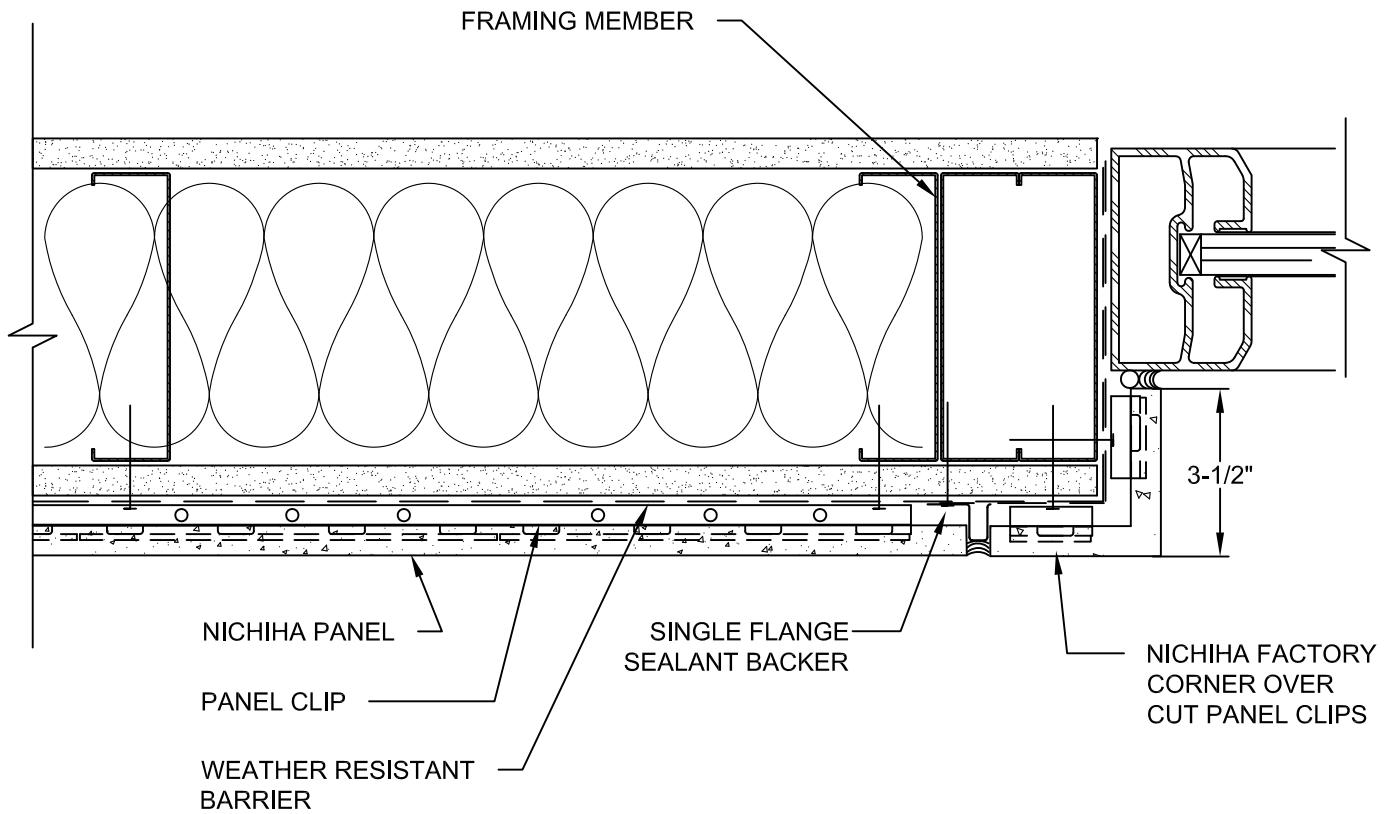 FRAMING MEMBER
3-1/2"
NICHIHA PANEL
SINGLE FLANGE
SEALANT BACKER
NICHIHA FACTORY
CORNER OVER
CUT PANEL CLIPS
PANEL CLIP
WEATHER RESISTANT
BARRIER